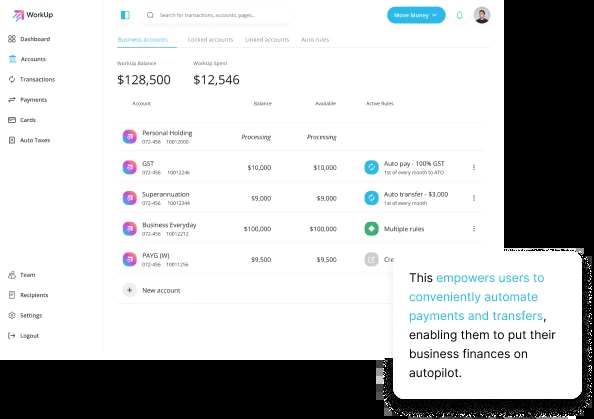 WorkUp
Search for transactions, accounts, pages...
Move Money
Dashboard
Accounts
Transactions
Payments
Cards
Auto Taxes
Team
Recipients
Settings
Logout
Business accounts Locked accounts Linked accounts Auto rules
WorkUp Balance WorkUp Spent
$128,500 $12,546
Account Balance Available Active Rules
Personal Holding Processing Processing
072-456 10012000
GST $10,000 $10,000 Auto pay - 100% GST
072-456 10012246 1st of every month to ATO
Superannuation $9,000 $9,000 Auto transfer - $3,000
072-456 10012344 1st of every month
Business Everyday $100,000 $100,000 Multiple rules
072-456 10012212
PAYG (W) $9,500 $9,500 Cre
072-456 10011256
New account
This empowers users to
conveniently automate
payments and transfers,
enabling them to put their
business finances on
autopilot.